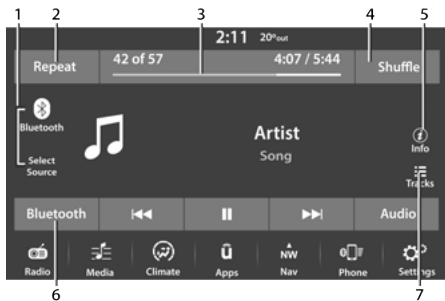 1 2 3 4 5
2:11 20°out
Repeat 42 of 57 4:07 / 5:44 Shuffle
Bluetooth
Artist
Song
Info
Select
Source
Tracks
Bluetooth Audio
Radio Media Climate Apps Nav Phone Settings
NW
6 7